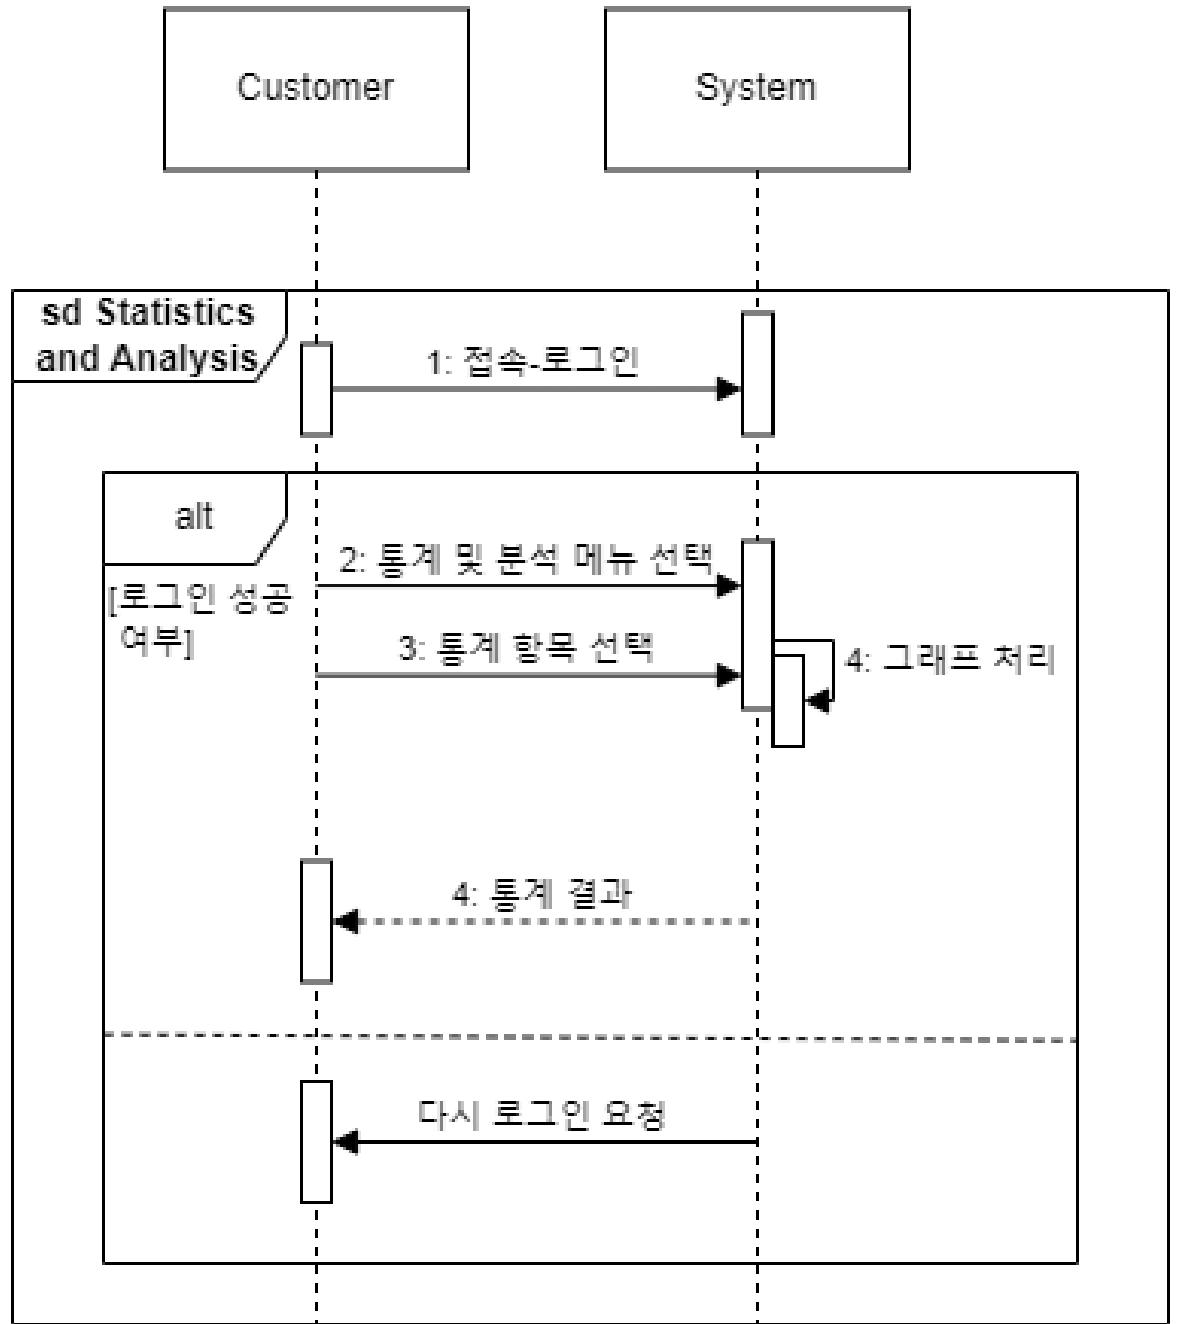 Customer
System
sd Statistics
and Analysis
1: 접속-로그인
alt
2: 통계 및 분석 메뉴 선택
[로그인 성공
여부]
3: 통계 항목 선택
4: 그래프 처리
4: 통계 결과
다시 로그인 요청